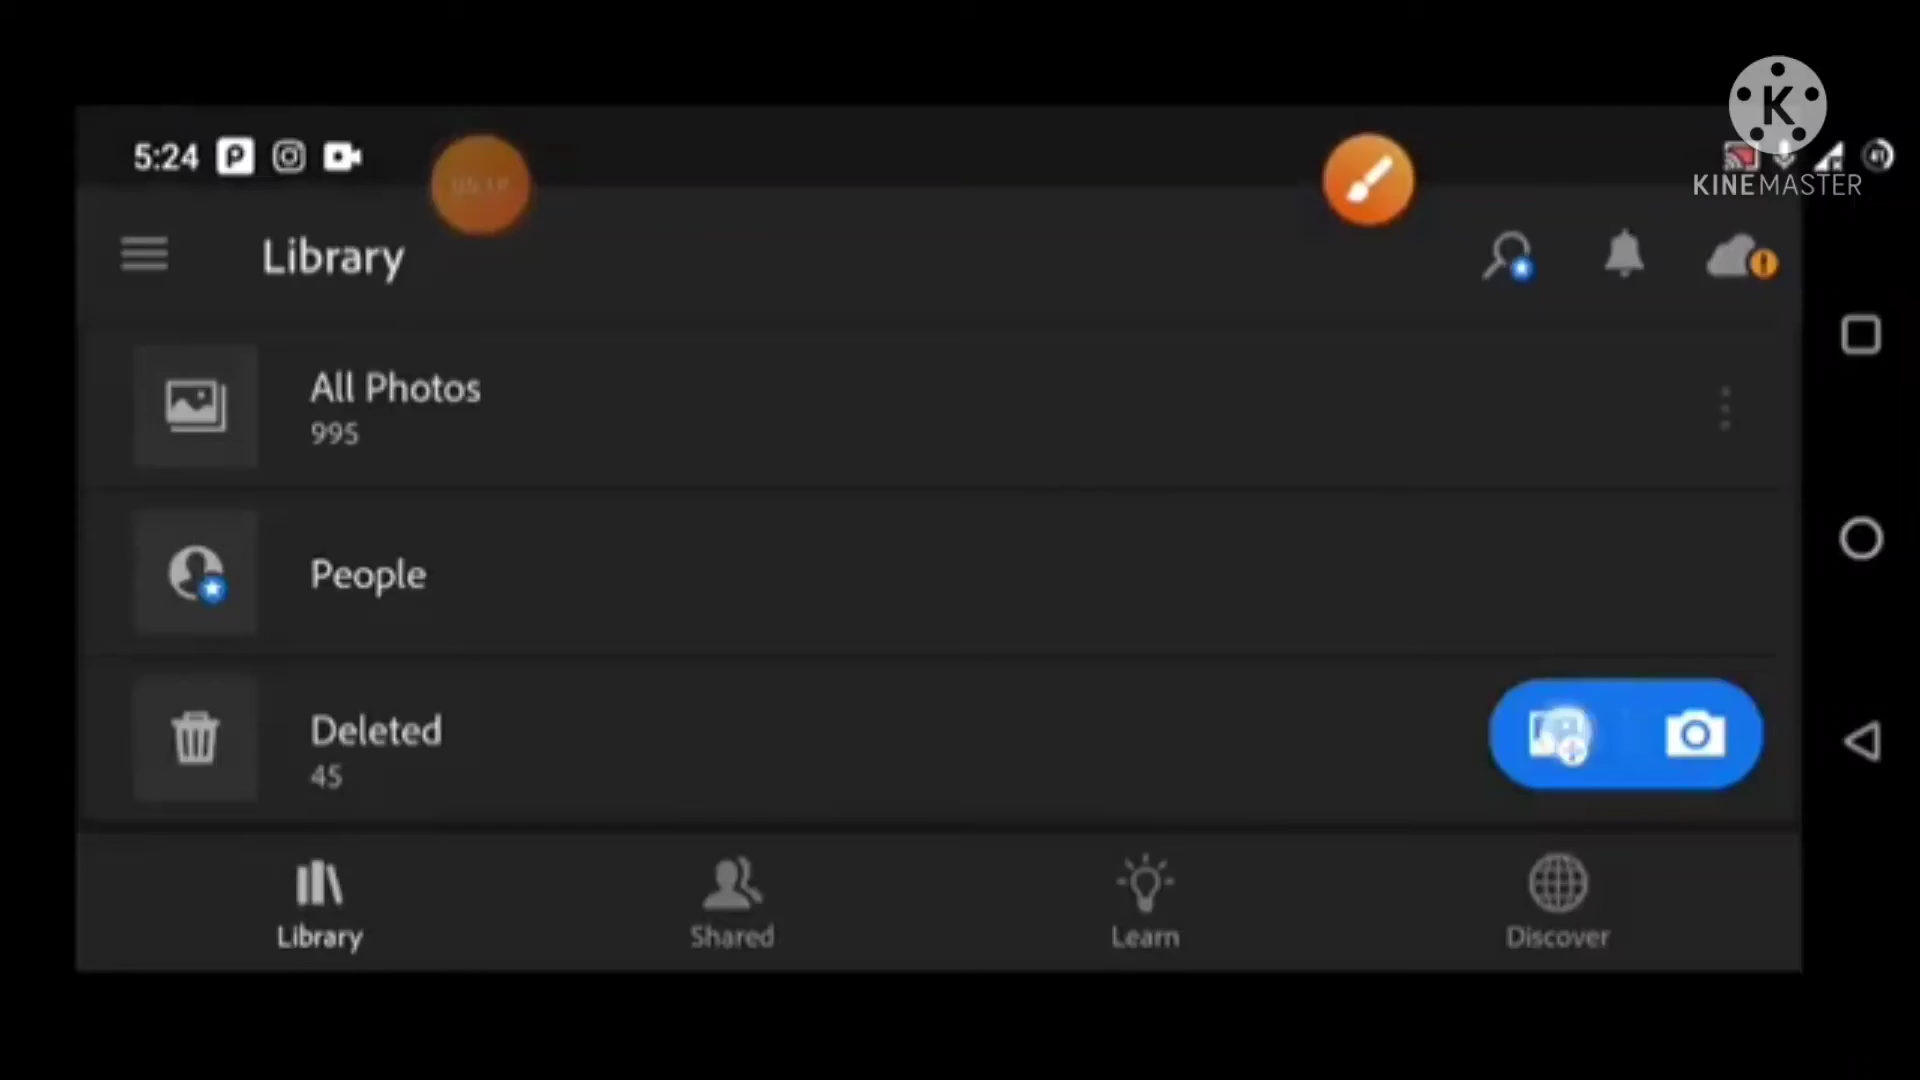 5:24
K
KINEMASTER
Library
All Photos
995
People
Deleted
45
Library
Shared
Learn
Discover